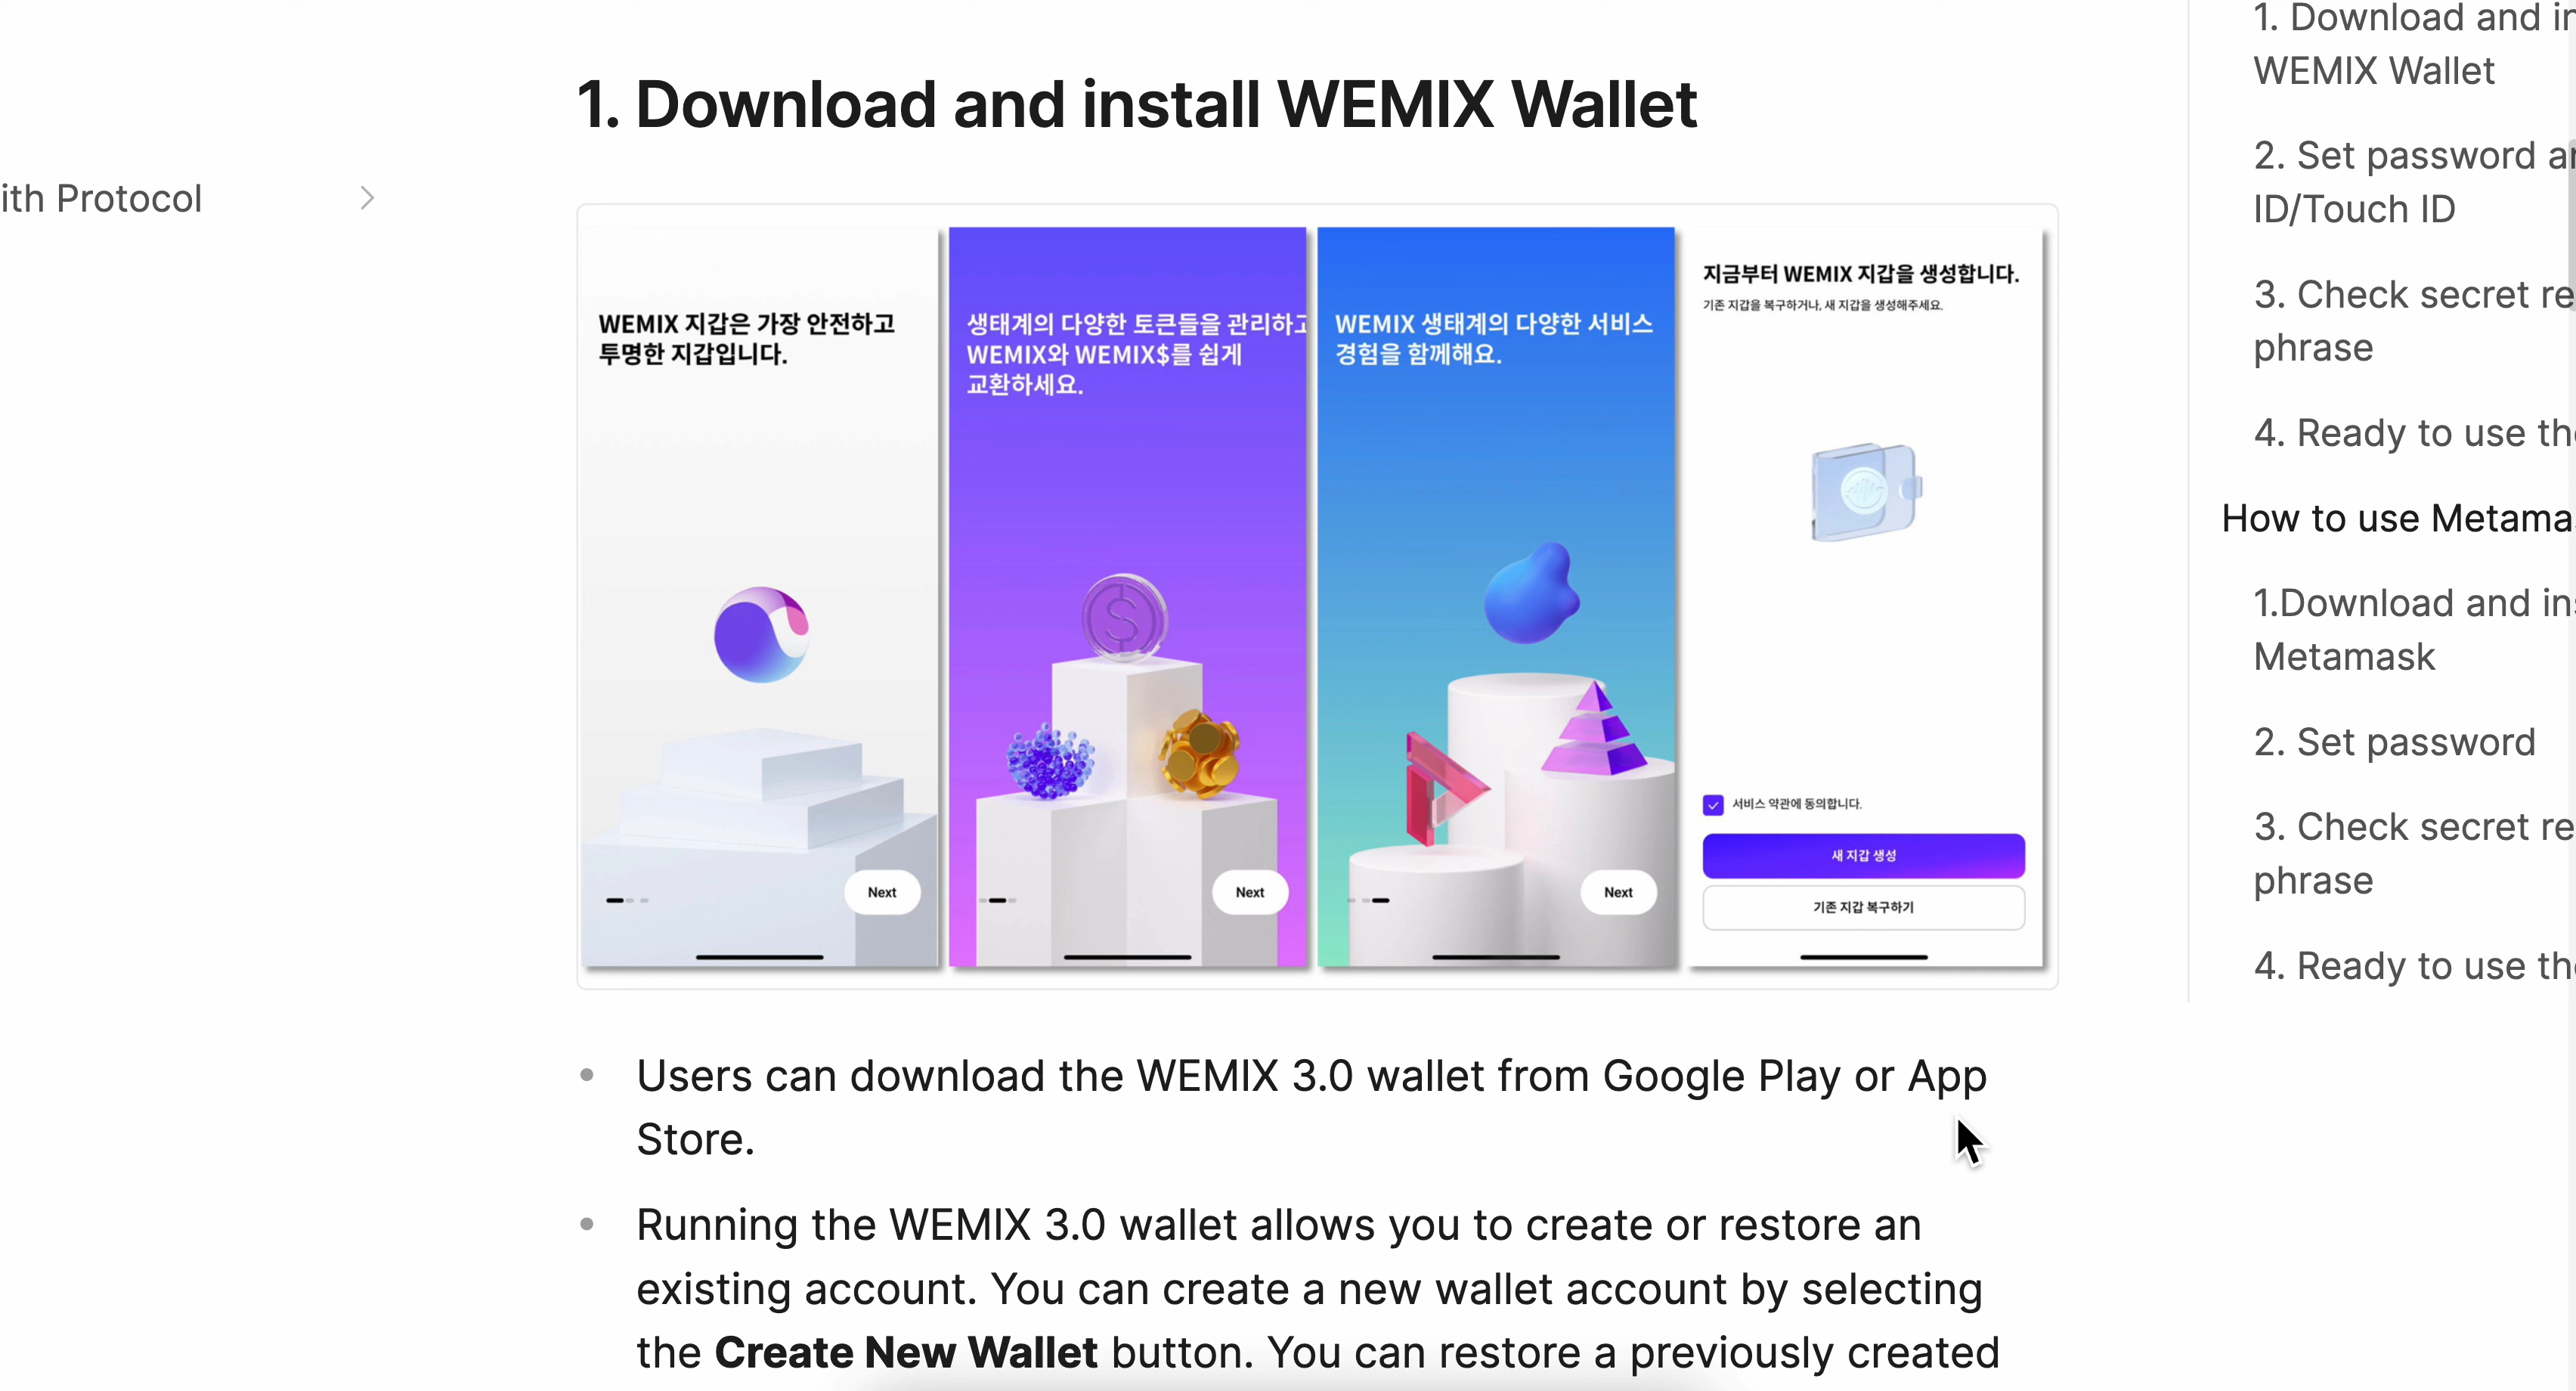 ith Protocol
1. Download and install WEMIX Wallet
WEMIX 지갑은 가장 안전하고
투명한 지갑입니다.
Next
생태계의 다양한 토큰들을 관리하고
WEMIX와 WEMIX$를 쉽게
교환하세요.
Next
WEMIX 생태계의 다양한 서비스
경험을 함께해요.
Next
지금부터 WEMIX 지갑을 생성합니다.
기존 지갑을 복구하거나, 새 지갑을 생성해주세요.
서비스 약관에 동의합니다.
새 지갑 생성
기존 지갑 복구하기
Users can download the WEMIX 3.0 wallet from Google Play or App
Store.
Running the WEMIX 3.0 wallet allows you to create or restore an
existing account. You can create a new wallet account by selecting
the Create New Wallet button. You can restore a previously created
1. Download and in
WEMIX Wallet
2. Set password an
ID/Touch ID
3. Check secret re
phrase
4. Ready to use the
How to use Metama
1.Download and ins
Metamask
2. Set password
3. Check secret re
phrase
4. Ready to use the